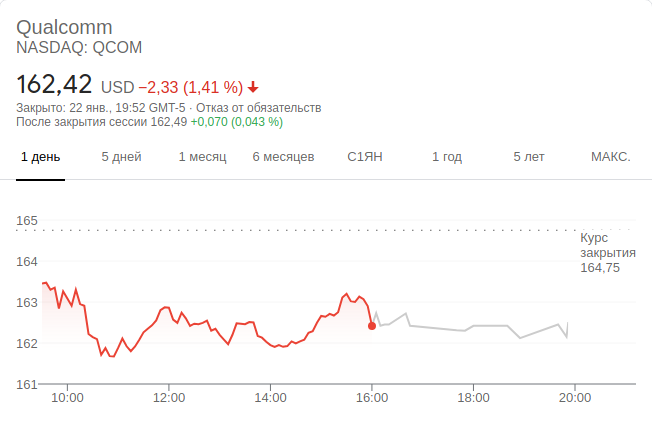 Qualcomm
NASDAQ: QCOM
162,42 USD −2,33 (1,41 %)
Закрыто: 22 янв., 19:52 GMT-5 · Отказ от обязательств
После закрытия сессии 162,49 +0,070 (0,043 %)
1 день 5 дней 1 месяц 6 месяцев С1ЯН 1 год 5 лет МАКС.
165
Курс
закрытия
164,75
164
163
162
161
10:00 12:00 14:00 16:00 18:00 20:00